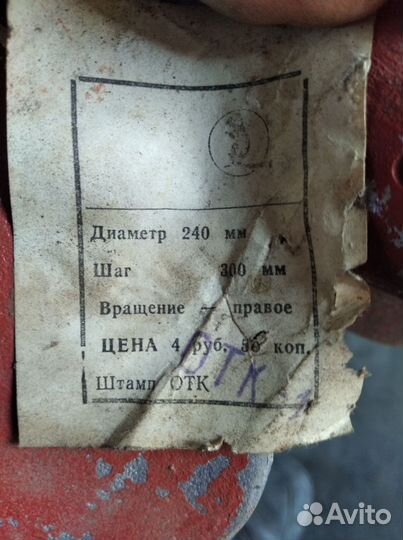 Диаметр 240 мм
Шаг 300 мм
Вращение — правое
ЦЕНА 4 руб. коп.
Штамп ОТК
ОТК
Avito